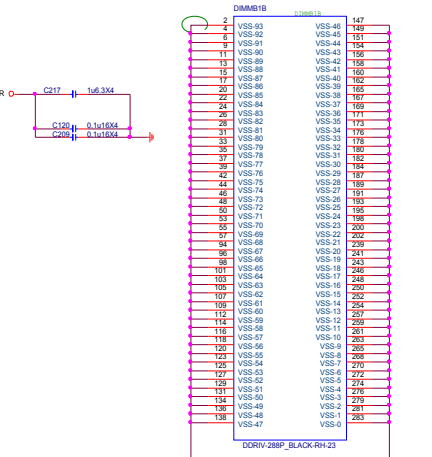 DIMMB1B
DIMMB1B
2 VSS-93 VSS-46 147
4 VSS-92 VSS-45 149
6 VSS-91 VSS-44 151
9 VSS-90 VSS-43 154
11 VSS-89 VSS-42 156
13 VSS-88 VSS-41 158
15 VSS-87 VSS-40 160
17 VSS-86 VSS-39 162
20 VSS-85 VSS-38 165
22 VSS-84 VSS-37 167
24 VSS-83 VSS-36 169
26 VSS-82 VSS-35 171
28 VSS-81 VSS-34 173
31 VSS-80 VSS-33 176
33 VSS-79 VSS-32 178
35 VSS-78 VSS-31 180
37 VSS-77 VSS-30 182
39 VSS-76 VSS-29 184
42 VSS-75 VSS-28 187
44 VSS-74 VSS-27 189
46 VSS-73 VSS-26 191
48 VSS-72 VSS-25 193
50 VSS-71 VSS-24 195
53 VSS-70 VSS-23 198
55 VSS-69 VSS-22 200
57 VSS-68 VSS-21 202
94 VSS-67 VSS-20 239
96 VSS-66 VSS-19 241
98 VSS-65 VSS-18 243
101 VSS-64 VSS-17 246
103 VSS-63 VSS-16 248
105 VSS-62 VSS-15 250
107 VSS-61 VSS-14 252
109 VSS-60 VSS-13 254
112 VSS-59 VSS-12 257
114 VSS-58 VSS-11 259
116 VSS-57 VSS-10 261
118 VSS-56 VSS-9 263
120 VSS-55 VSS-8 265
123 VSS-54 VSS-7 268
125 VSS-53 VSS-6 270
127 VSS-52 VSS-5 272
129 VSS-51 VSS-4 274
131 VSS-50 VSS-3 276
134 VSS-49 VSS-2 279
136 VSS-48 VSS-1 281
138 VSS-47 VSS-0 283
DDRIV-288P_BLACK-RH-23
R
C217 1u6.3X4
C120 0.1u16X4
C209 0.1u16X4